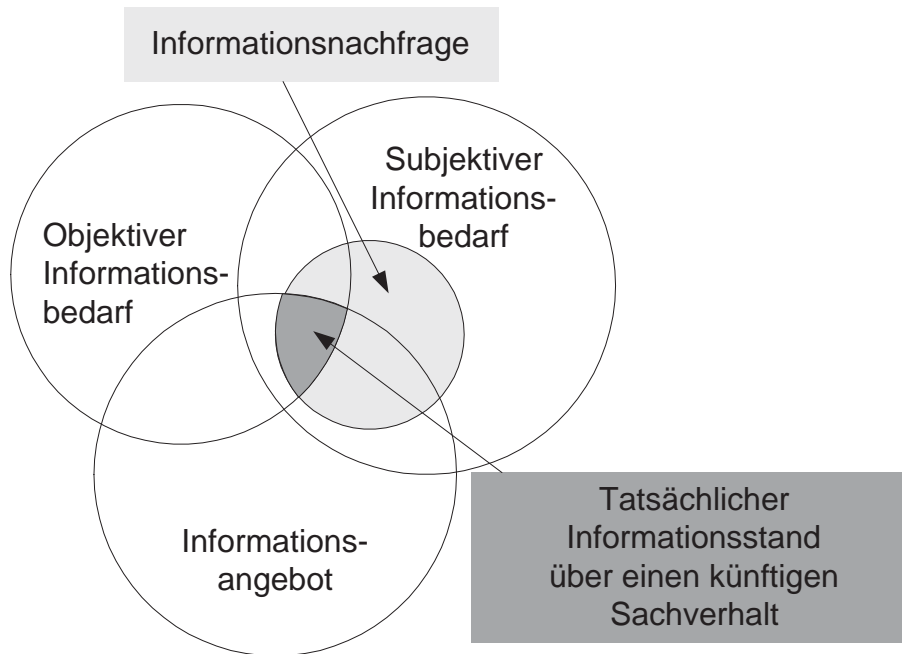 Informationsnachfrage
Subjektiver
Informations-
bedarf
Objektiver
Informations-
bedarf
Informations-
angebot
Tatsächlicher
Informationsstand
über einen künftigen
Sachverhalt